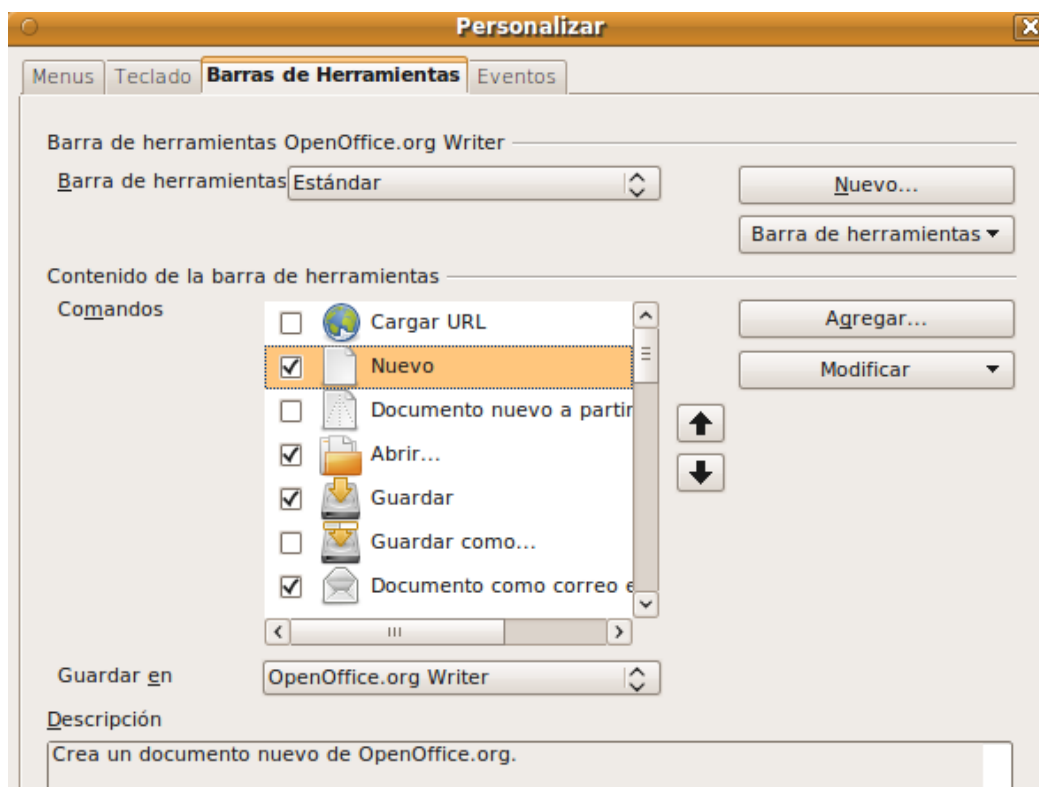 Personalizar
Menus Teclado Barras de Herramientas Eventos
Barra de herramientas OpenOffice.org Writer
Barra de herramientas Estándar Nuevo...
Barra de herramientas
Contenido de la barra de herramientas
Comandos
Cargar URL Agregar...
Nuevo Modificar
Documento nuevo a partir
Abrir...
Guardar
Guardar como...
Documento como correo e
Guardar en OpenOffice.org Writer
Descripción
Crea un documento nuevo de OpenOffice.org.